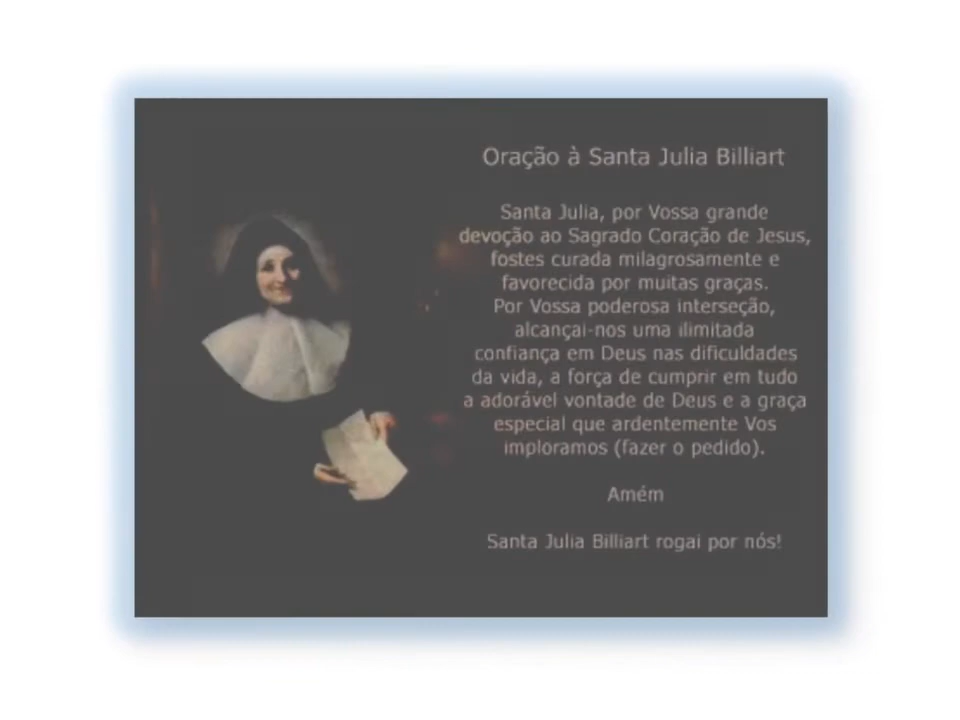 Oração à Santa Julia Billiart
Santa Julia, por Vossa grande
devoção ao Sagrado Coração de Jesus,
fostes curada milagrosamente e
favorecida por muitas graças.
Por Vossa poderosa interseção,
alcançai-nos uma ilimitada
confiança em Deus nas dificuldades
da vida, a força de cumprir em tudo
a adorável vontade de Deus e a graça
especial que ardentemente Vos
imploramos (fazer o pedido).
Amém
Santa Julia Billiart rogai por nós!